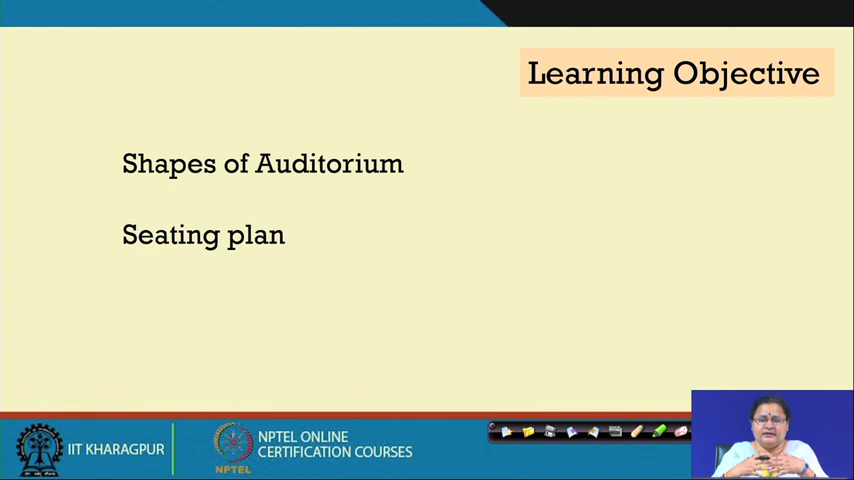 Learning Objective
Shapes of Auditorium
Seating plan
IIT KHARAGPUR
NPTEL
NPTEL ONLINE
CERTIFICATION COURSES